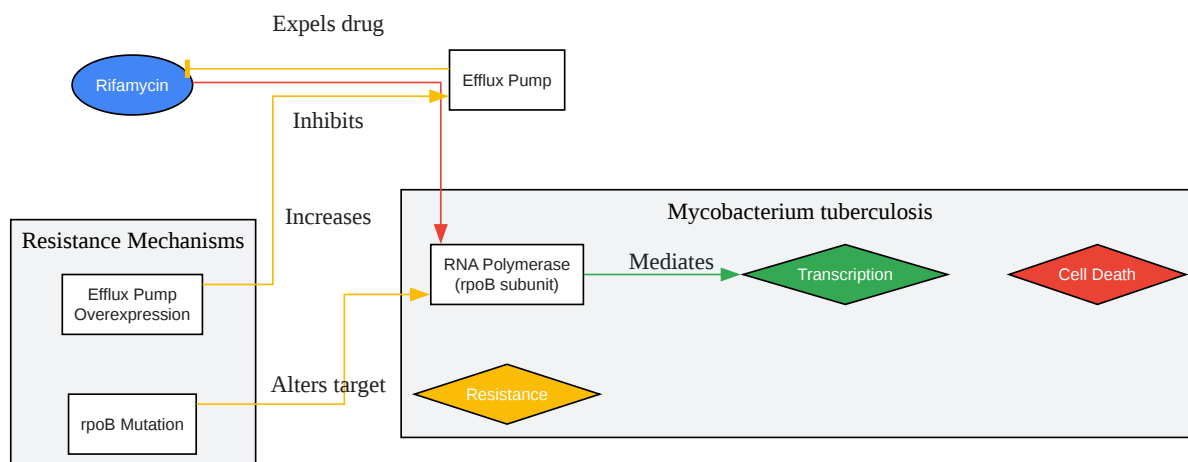 Expels drug
Rifamycin
Efflux Pump
Inhibits
Increases
Mycobacterium tuberculosis
Resistance Mechanisms
RNA Polymerase
(rpoB subunit)
Mediates
Transcription
Cell Death
Efflux Pump
Overexpression
Alters target
Resistance
rpoB Mutation